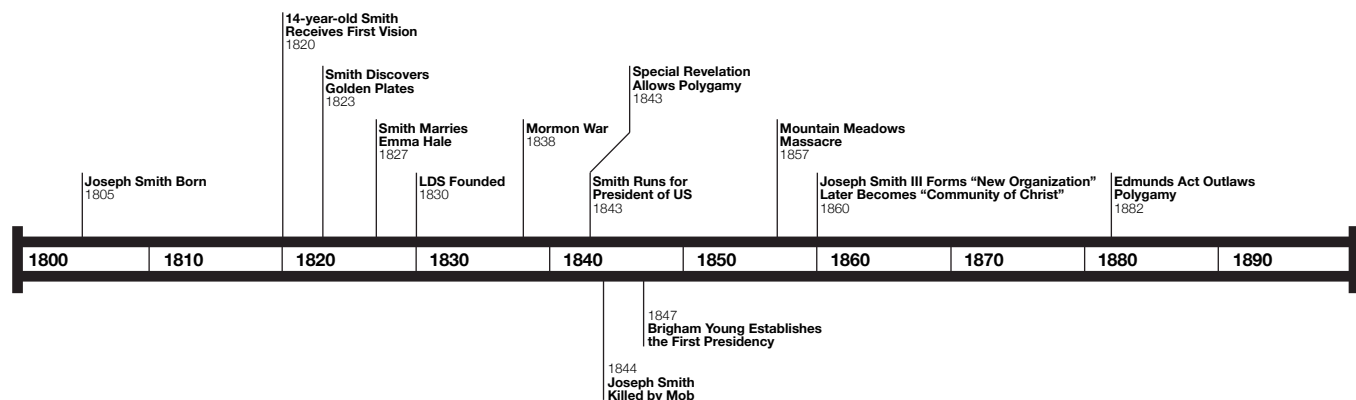 14-year-old Smith
Receives First Vision
1820
Smith Discovers
Golden Plates
1823
Special Revelation
Allows Polygamy
1843
Smith Marries
Emma Hale
1827
Mormon War
1838
Mountain Meadows
Massacre
1857
Joseph Smith Born
1805
LDS Founded
1830
Smith Runs for
President of US
1843
Joseph Smith III Forms “New Organization”
Later Becomes “Community of Christ”
1860
Edmunds Act Outlaws
Polygamy
1882
1800 1810 1820 1830 1840 1850 1860 1870 1880 1890
1847
Brigham Young Establishes
the First Presidency
1844
Joseph Smith
Killed by Mob